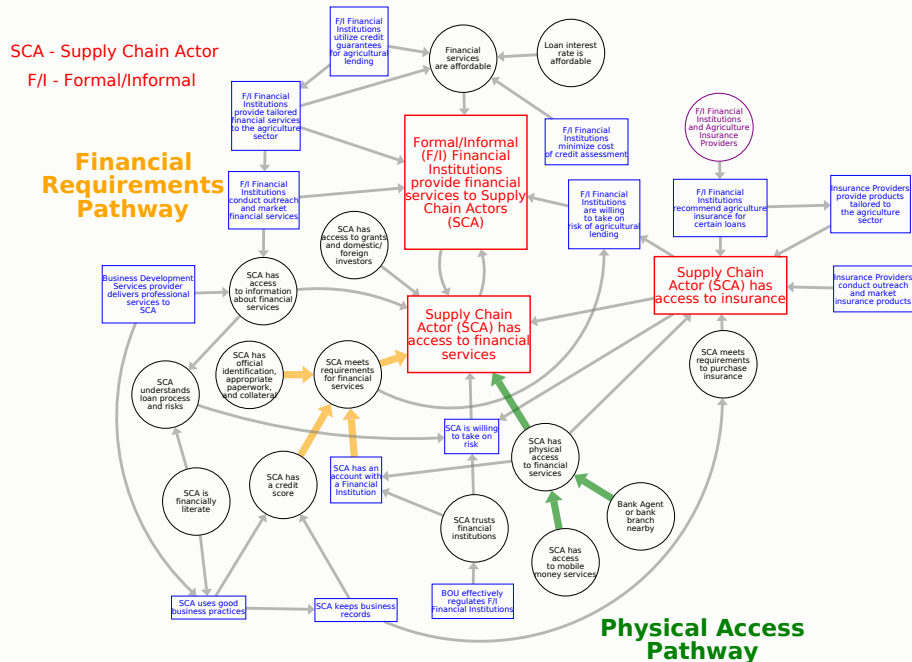 SCA - Supply Chain Actor
F/I - Formal/Informal
F/I Financial
Institutions
utilize credit
guarantees
for agricultural
lending
Financial
services
are affordable
Loan interest
rate is
affordable
F/I Financial
Institutions
provide tailored
financial services
to the agriculture
sector
Formal/Informal
(F/I) Financial
Institutions
provide financial
services to Supply
Chain Actors
(SCA)
F/I Financial
Institutions
minimize cost
of credit assessment
F/I Financial
Institutions
and Agriculture
Insurance
Providers
Financial
Requirements
Pathway
F/I Financial
Institutions
conduct outreach
and market
financial services
F/I Financial
Institutions
are willing
to take on
risk of agricultural
lending
F/I Financial
Institutions
recommend agriculture
insurance for
certain loans
Insurance Providers
provide products
tailored to
the agriculture
sector
SCA has
access to grants
and domestic/
foreign
investors
Business Development
Services provider
delivers professional
services to
SCA
SCA has
access
to information
about financial
services
Supply Chain
Actor (SCA) has
access to insurance
Insurance Providers
conduct outreach
and market
insurance products
Supply Chain
Actor (SCA) has
access to financial
services
SCA has
official
identification,
appropriate
paperwork,
and collateral
SCA meets
requirements
for financial
services
SCA meets
requirements
to purchase
insurance
SCA
understands
loan process
and risks
SCA is willing
to take on
risk
SCA has
physical
access
to financial
services
SCA has
a credit
score
SCA has an
account with
a Financial
Institution
SCA is
financially
literate
SCA trusts
financial
institutions
Bank Agent
or bank
branch
nearby
SCA has
access
to mobile
money services
SCA uses good
business practices
SCA keeps business
records
BOU effectively
regulates F/I
Financial Institutions
Physical Access
Pathway